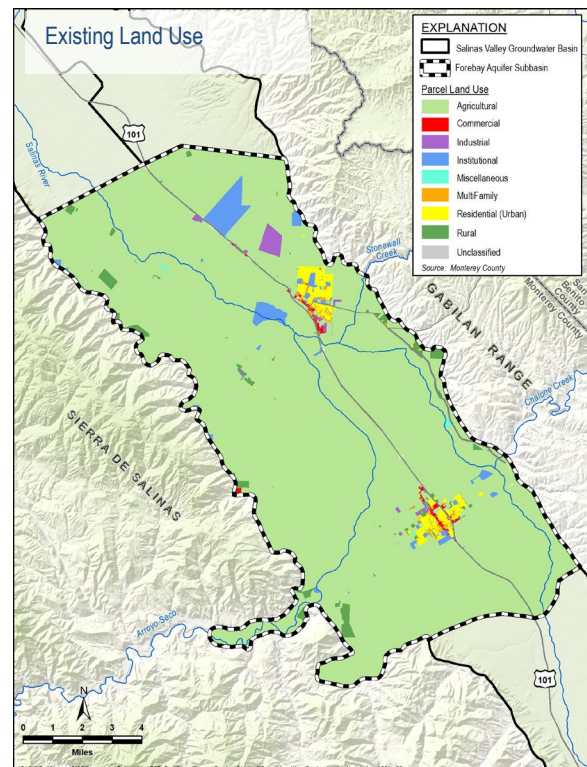 Existing Land Use
EXPLANATION
Salinas Valley Groundwater Basin
Forebay Aquifer Subbasin
Parcel Land Use
Agricultural
Commercial
Industrial
Institutional
Miscellaneous
MultiFamily
Residential (Urban)
Rural
Unclassified
Source: Monterey County
101
Salinas River
Stonewall
Creek
GABILAN RANGE
County
Monterey County
Chalone Creek
SIERRA DE SALINAS
Arroyo Seco
101
N
0 1 2 3 4
Miles